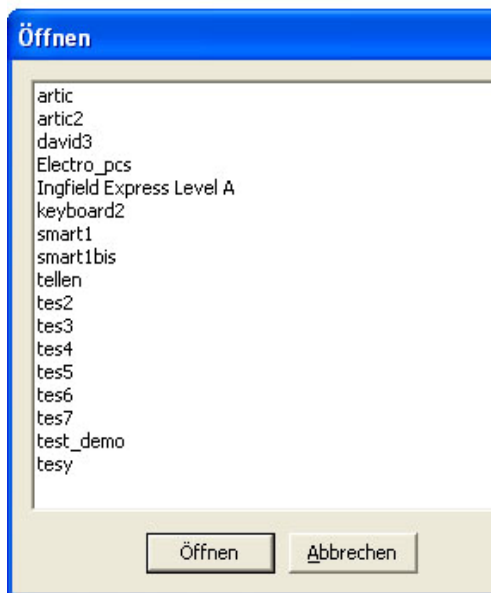 Öffnen
artic
artic2
david3
Electro_pcs
Ingfield Express Level A
keyboard2
smart1
smart1bis
tellen
tes2
tes3
tes4
tes5
tes6
tes7
test_demo
tesy
Öffnen Abbrechen